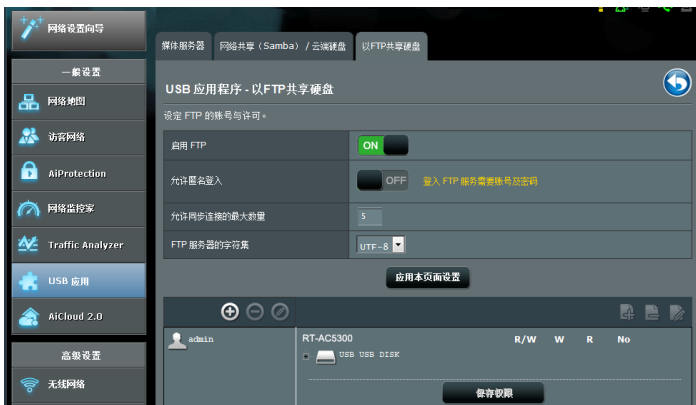 网络设置向导
媒体服务器 网络共享（Samba）/ 云端硬盘 以FTP共享硬盘
一般设置
网络地图
访客网络
AiProtection
网络监控家
Traffic Analyzer
USB 应用
AiCloud 2.0
高级设置
无线网络
USB 应用程序 - 以FTP共享硬盘
设定 FTP 的账号与许可。
启用 FTP ON
允许匿名登入 OFF 登入 FTP 服务需要账号及密码
允许同步连接的最大数量 5
FTP 服务器的字符集 UTF-8
应用本页面设置
admin
RT-AC5300 R/W W R No
USB USB DISK
保存权限